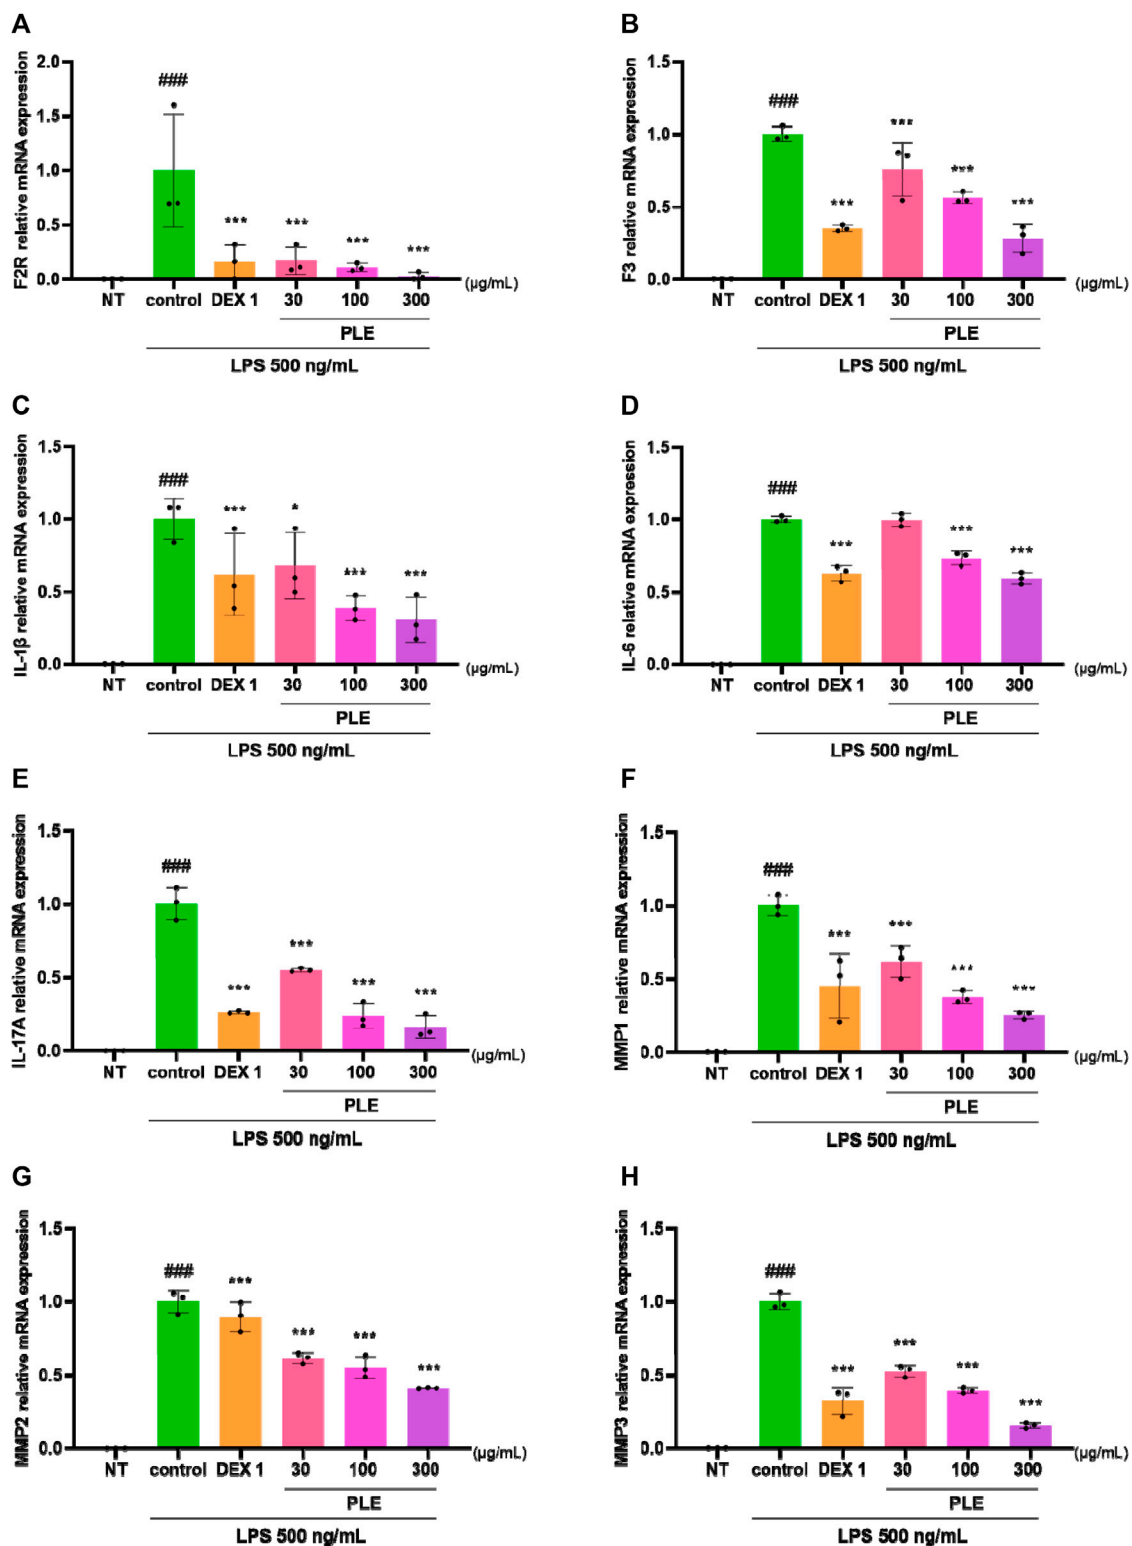 A
F2R relative mRNA expression
2.0
1.5
1.0
0.5
0.0
###
***
***
***
***
NT control DEX 1 30 100 300 (μg/mL)
PLE
LPS 500 ng/mL
B
F3 relative mRNA expression
1.5
1.0
0.5
0.0
###
***
***
***
***
NT control DEX 1 30 100 300 (μg/mL)
PLE
LPS 500 ng/mL
C
IL-1β relative mRNA expression
1.5
1.0
0.5
0.0
###
***
*
***
***
NT control DEX 1 30 100 300 (μg/mL)
PLE
LPS 500 ng/mL
D
IL-6 relative mRNA expression
1.5
1.0
0.5
0.0
###
***
***
***
NT control DEX 1 30 100 300 (μg/mL)
PLE
LPS 500 ng/mL
E
IL-17A relative mRNA expression
1.5
1.0
0.5
0.0
###
***
***
***
***
NT control DEX 1 30 100 300 (μg/mL)
PLE
LPS 500 ng/mL
F
MMP1 relative mRNA expression
1.5
1.0
0.5
0.0
###
***
***
***
***
NT control DEX 1 30 100 300 (μg/mL)
PLE
LPS 500 ng/mL
G
MMP2 relative mRNA expression
1.5
1.0
0.5
0.0
###
***
***
***
***
NT control DEX 1 30 100 300 (μg/mL)
PLE
LPS 500 ng/mL
H
MMP3 relative mRNA expression
1.5
1.0
0.5
0.0
###
***
***
***
***
NT control DEX 1 30 100 300 (μg/mL)
PLE
LPS 500 ng/mL